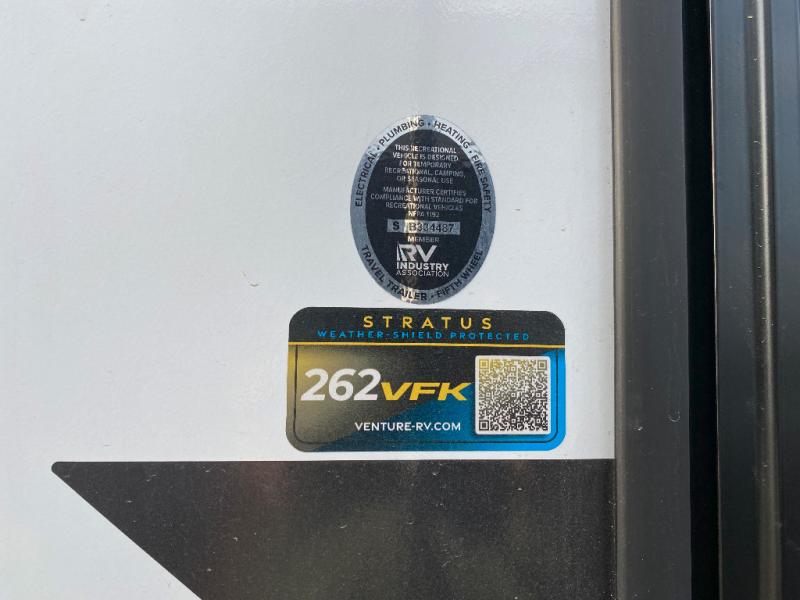 ELECTRICAL • PLUMBING • HEATING • FIRE SAFETY
THIS RECREATIONAL
VEHICLE IS DESIGNED
FOR TEMPORARY
RECREATIONAL, CAMPING,
OR SEASONAL USE
MANUFACTURER CERTIFIES
COMPLIANCE WITH STANDARD FOR
RECREATIONAL VEHICLES
NFPA 1192
S B334487
MEMBER
RV
INDUSTRY
ASSOCIATION
TRAVEL TRAILER • FIFTH WHEEL
STRATUS
WEATHER-SHIELD PROTECTED
262VFK
VENTURE-RV.COM